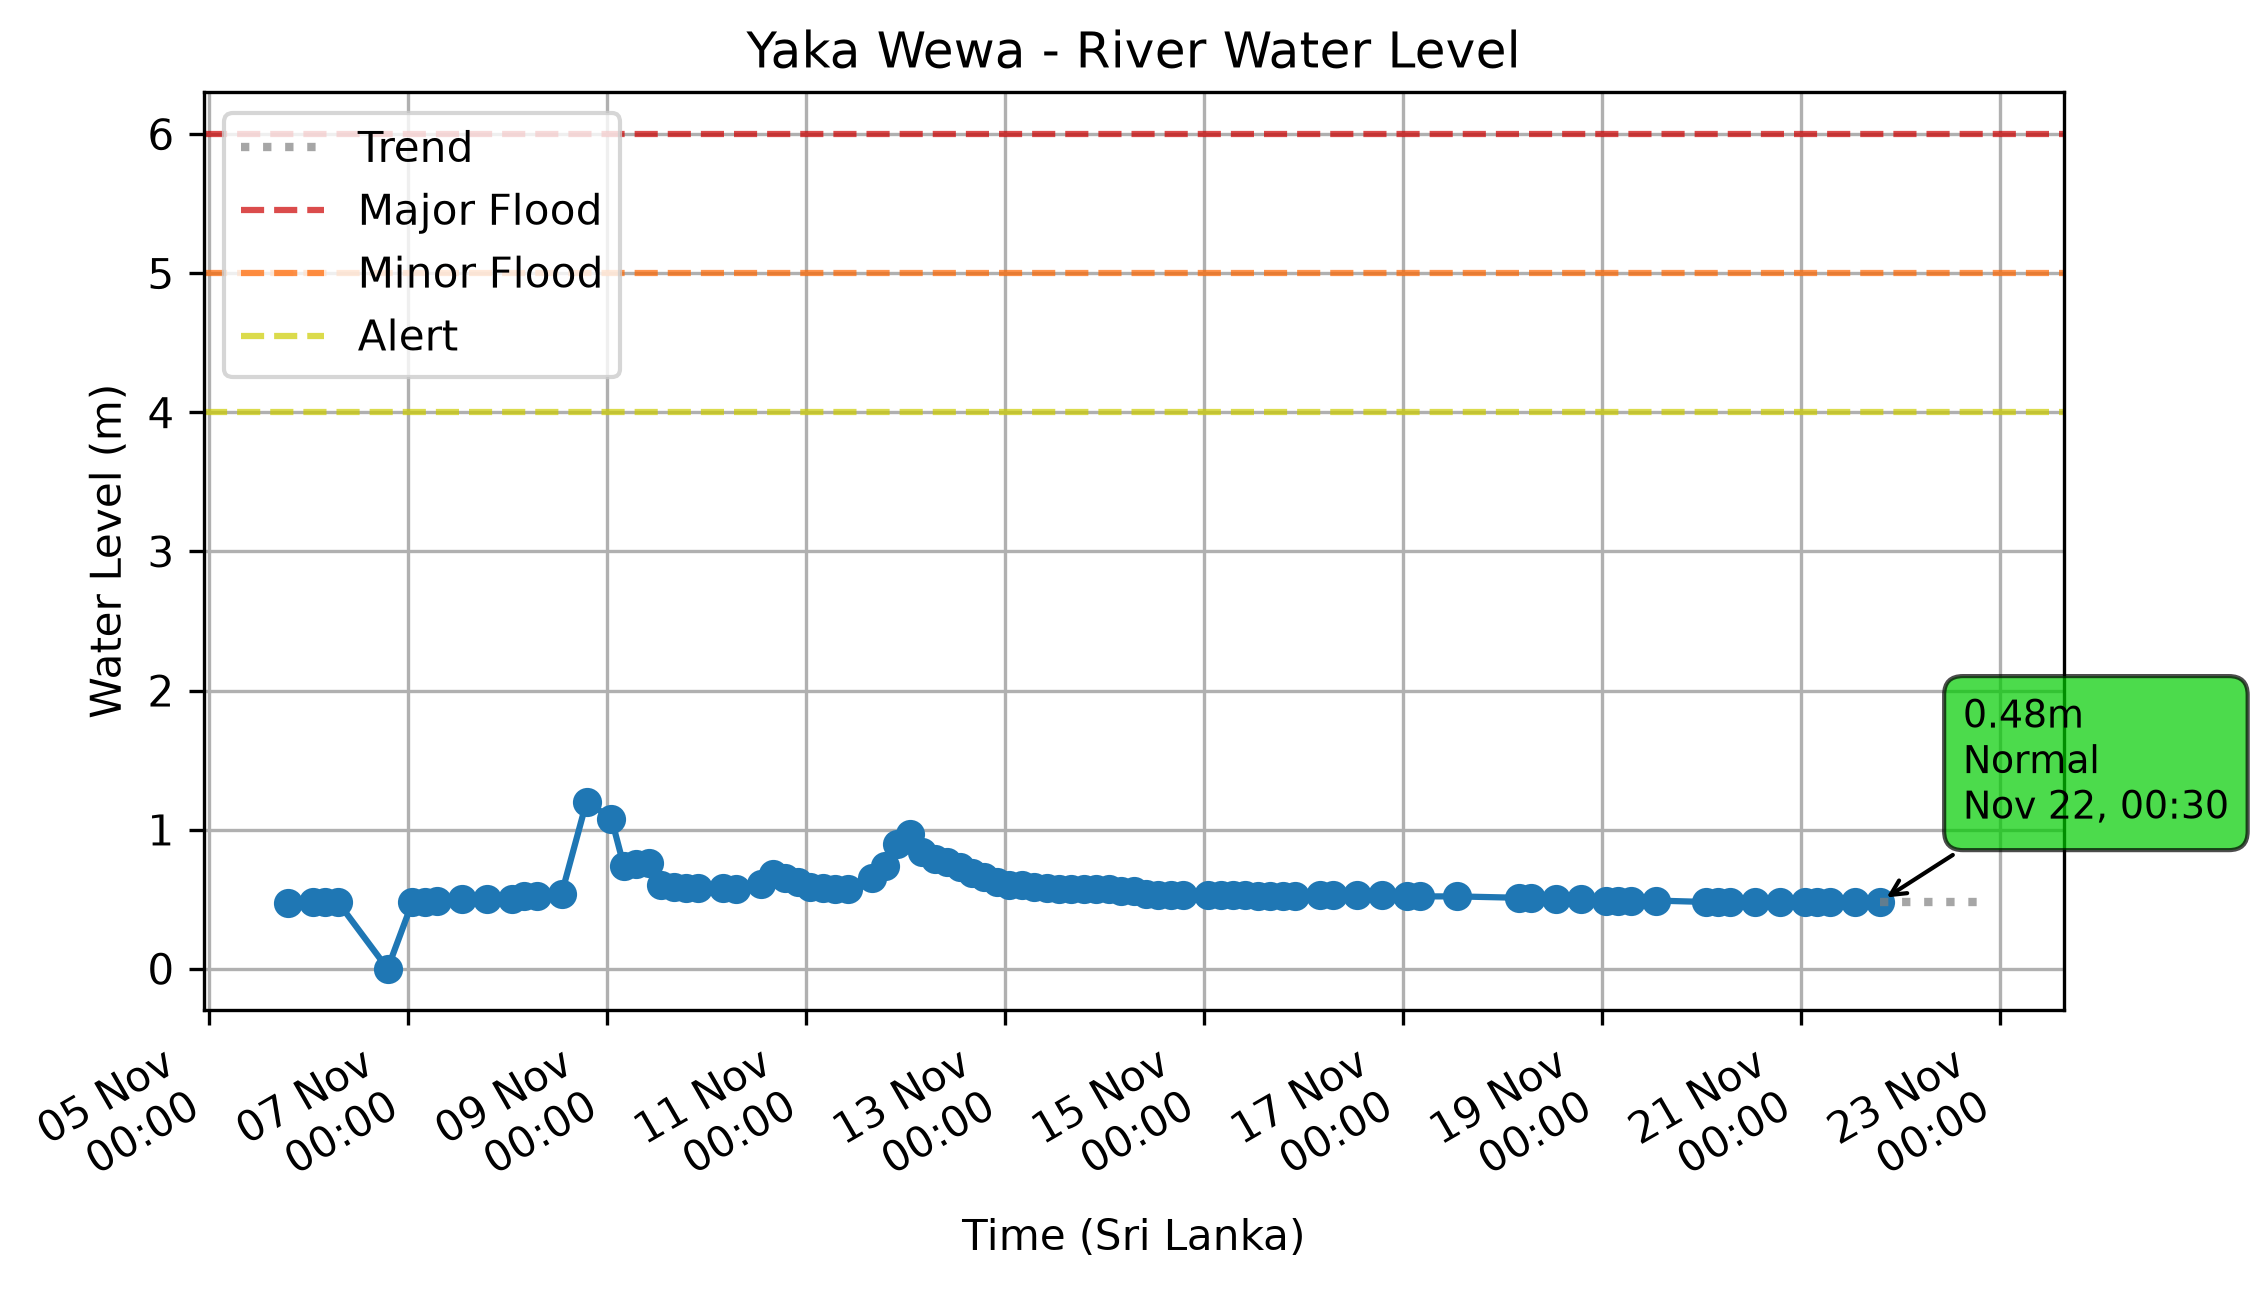 Yaka Wewa - River Water Level
Trend
Major Flood
Minor Flood
Alert
Water Level (m)
6
5
4
3
2
1
0
0.48m
Normal
Nov 22, 00:30
05 Nov
00:00
07 Nov
00:00
09 Nov
00:00
11 Nov
00:00
13 Nov
00:00
15 Nov
00:00
17 Nov
00:00
19 Nov
00:00
21 Nov
00:00
23 Nov
00:00
Time (Sri Lanka)